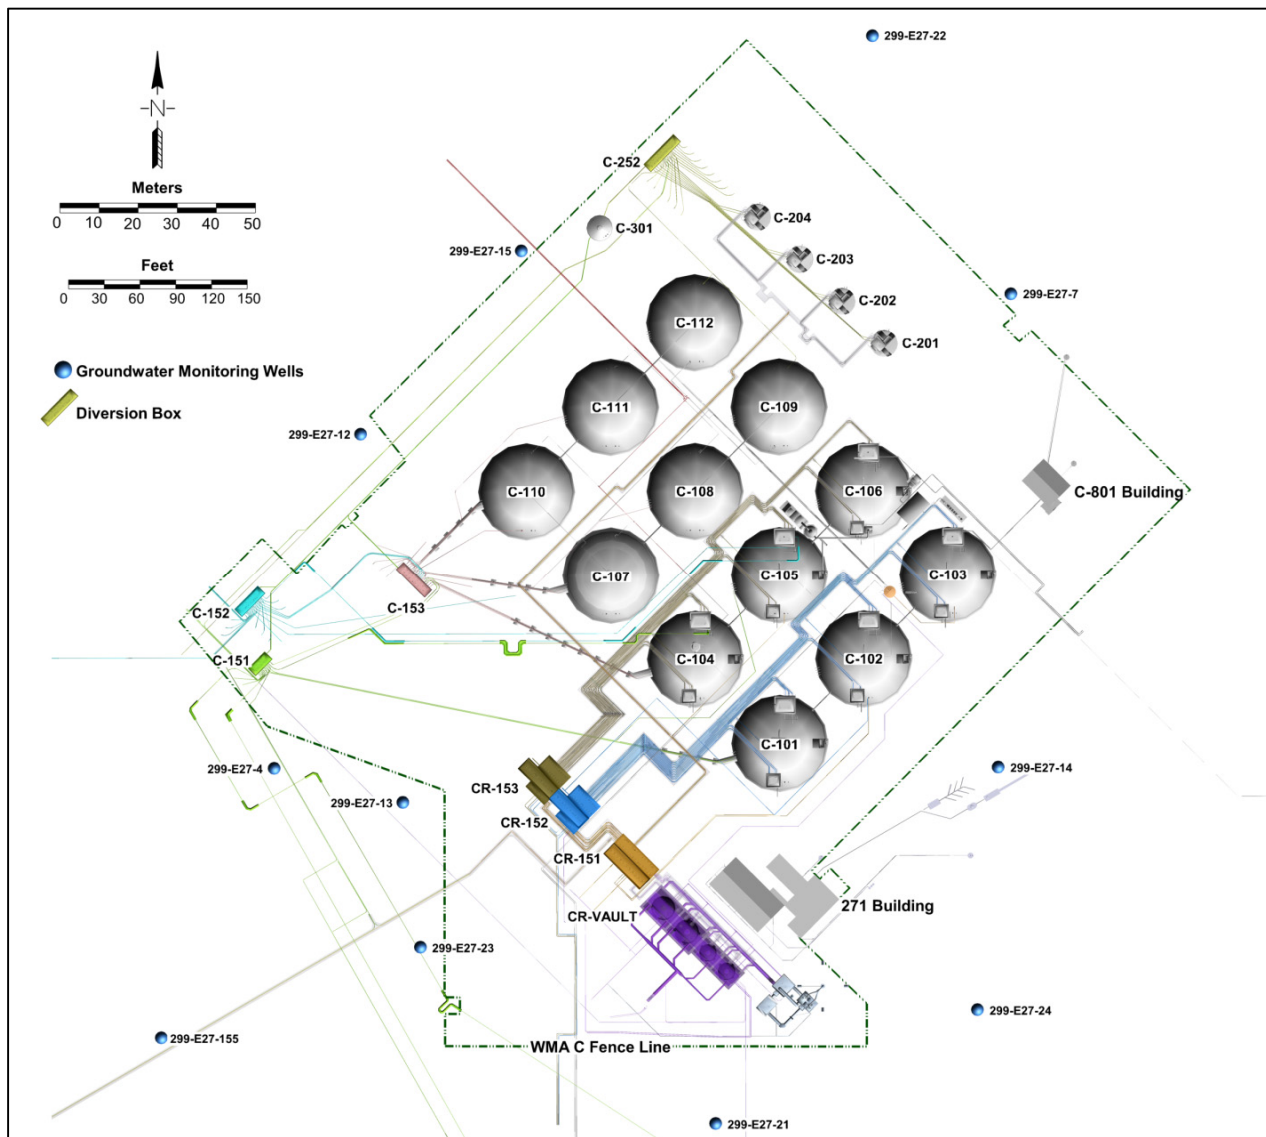 299-E27-22
N
Meters
0 10 20 30 40 50
Feet
0 30 60 90 120 150
Groundwater Monitoring Wells
Diversion Box
C-252
C-204
C-301
C-203
299-E27-15
C-202
299-E27-7
C-112
C-201
C-111
C-109
299-E27-12
C-110
C-108
C-106
C-801 Building
C-107
C-105
C-103
C-153
C-152
C-151
C-104
C-102
C-101
299-E27-4
299-E27-14
CR-153
299-E27-13
CR-152
CR-151
271 Building
CR-VAULT
299-E27-23
299-E27-24
299-E27-155
WMA C Fence Line
299-E27-21